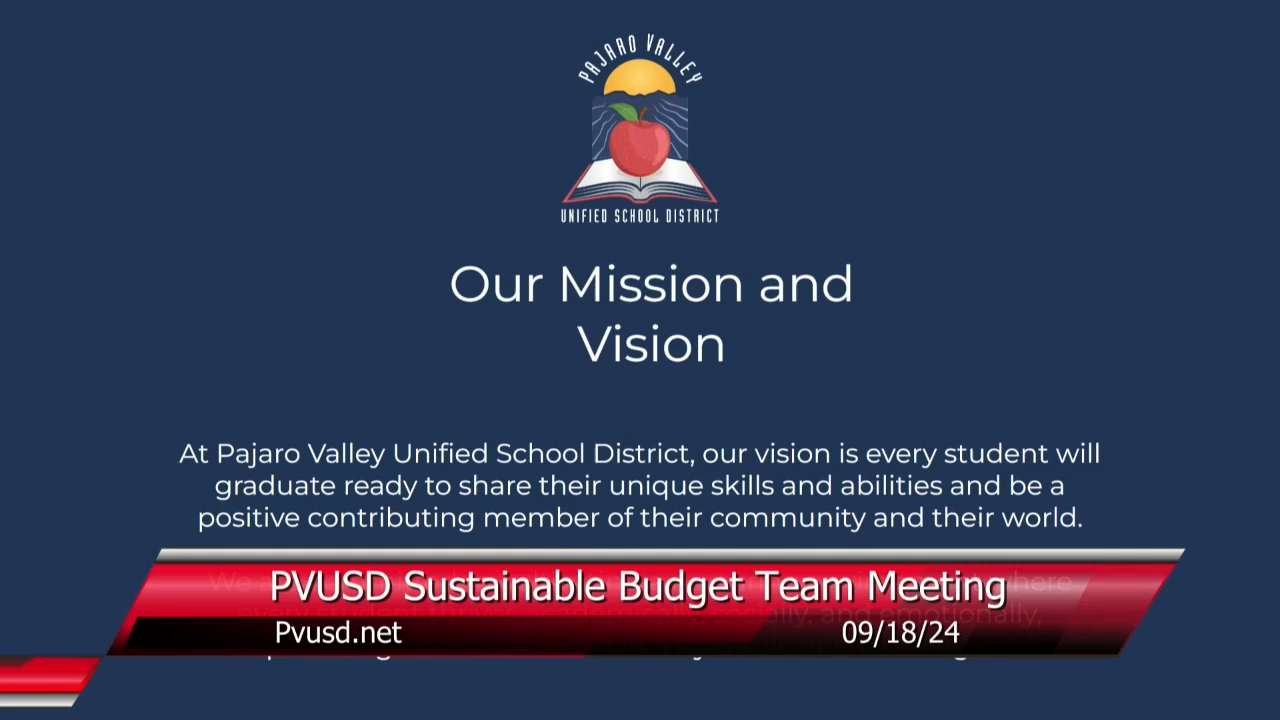 PAJARO VALLEY
UNIFIED SCHOOL DISTRICT
Our Mission and
Vision
At Pajaro Valley Unified School District, our vision is every student will
graduate ready to share their unique skills and abilities and be a
positive contributing member of their community and their world.
PVUSD Sustainable Budget Team Meeting
Pvusd.net
09/18/24